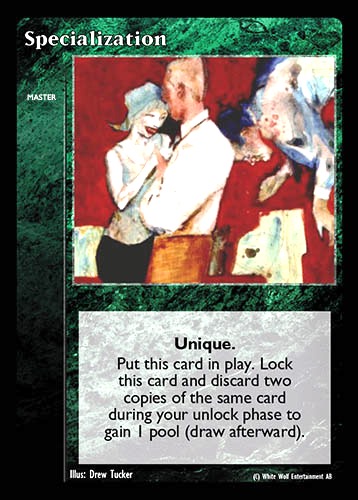 Specialization
MASTER
Unique.
Put this card in play. Lock
this card and discard two
copies of the same card
during your unlock phase to
gain 1 pool (draw afterward).
Illus: Drew Tucker
(C) White Wolf Entertainment AB